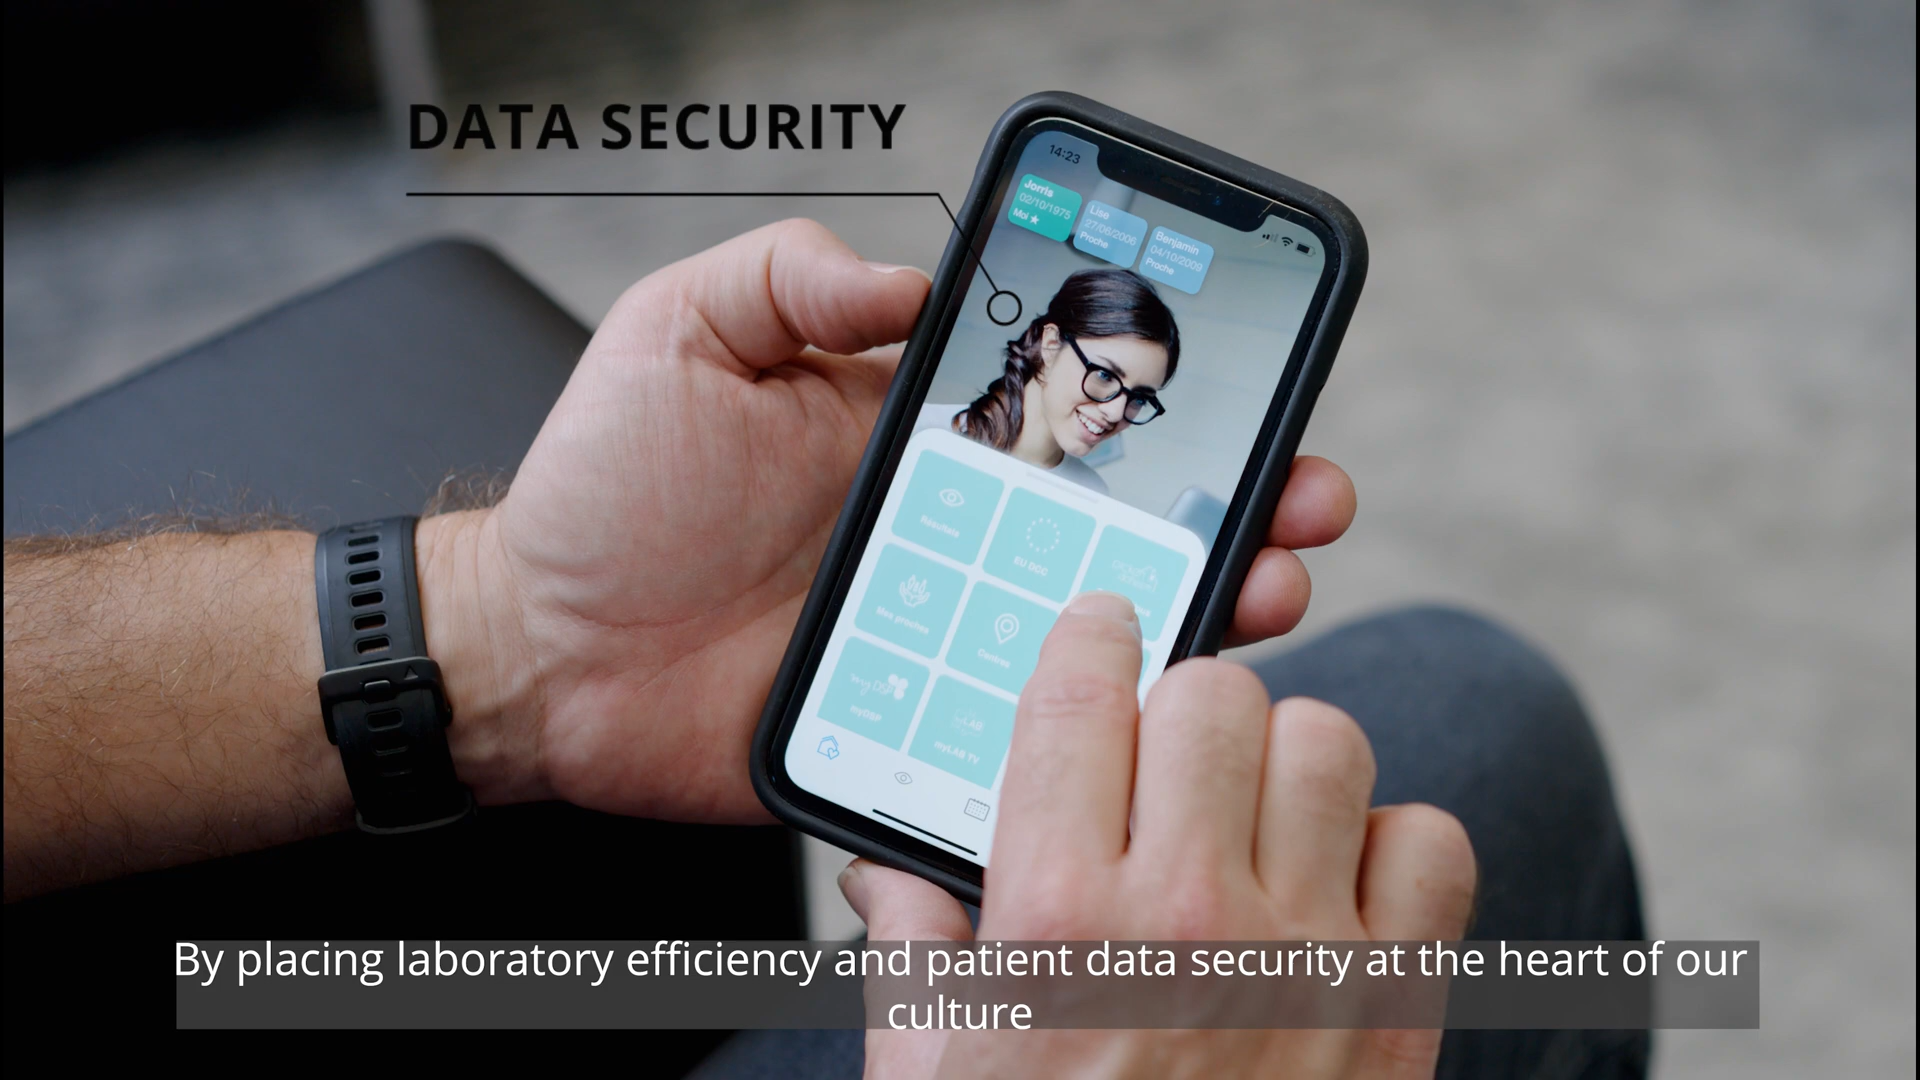 DATA SECURITY
14:23
Jorris
02/10/1975
Moi ★
Lise
27/06/2006
Proche
Benjamin
04/10/2009
Proche
Résultats
EU DCC
Mes proches
Centres
my DSP
myDSP
myLAB TV
By placing laboratory efficiency and patient data security at the heart of our
culture